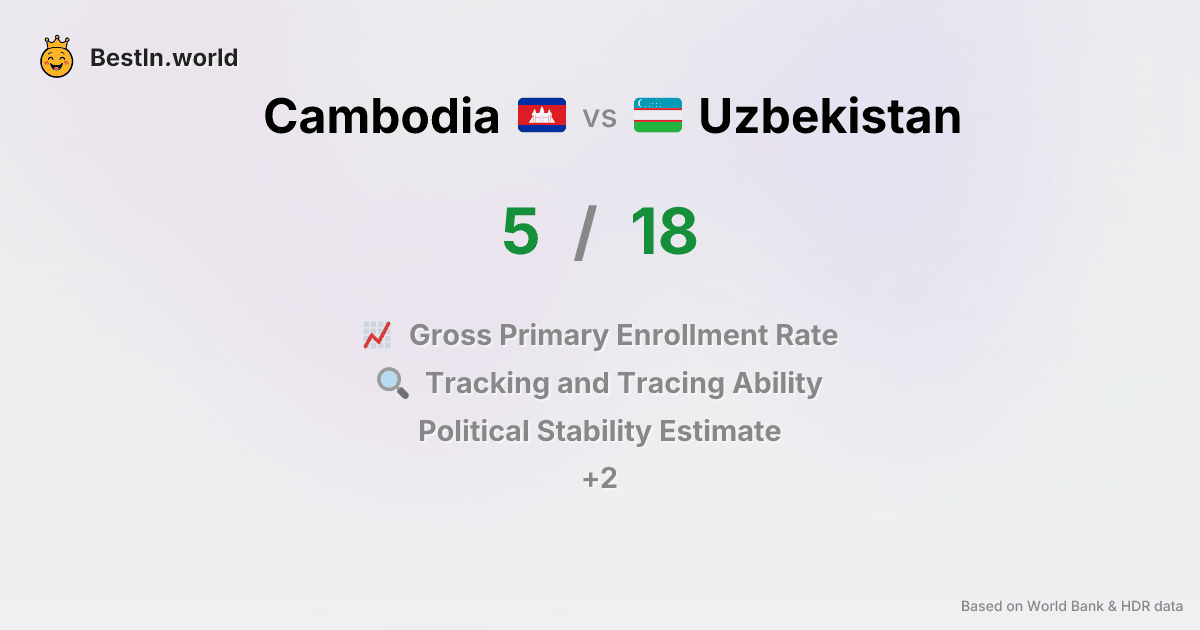 BestIn.world
Cambodia vs Uzbekistan
5 / 18
Gross Primary Enrollment Rate
Tracking and Tracing Ability
Political Stability Estimate
+2
Based on World Bank & HDR data